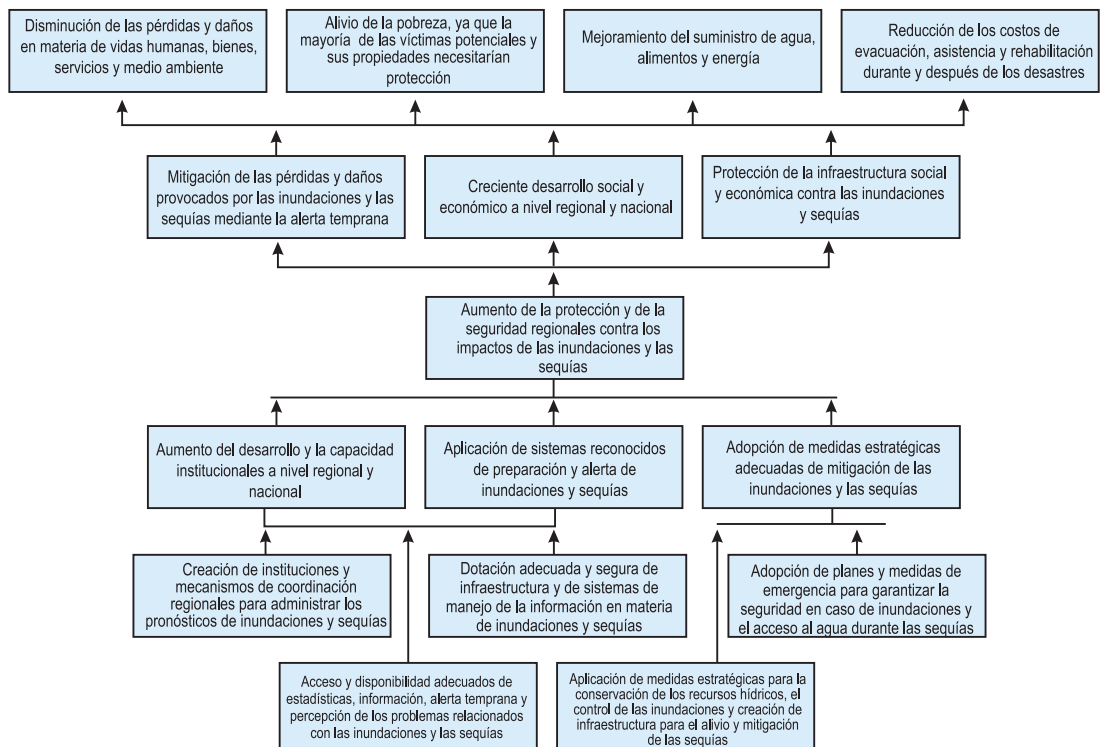 Disminución de las pérdidas y daños
en materia de vidas humanas, bienes,
servicios y medio ambiente
Alivio de la pobreza, ya que la
mayoría de las víctimas potenciales y
sus propiedades necesitarían
protección
Mejoramiento del suministro de agua,
alimentos y energía
Reducción de los costos de
evacuación, asistencia y rehabilitación
durante y después de los desastres
Mitigación de las pérdidas y daños
provocados por las inundaciones y las
sequías mediante la alerta temprana
Creciente desarrollo social y
económico a nivel regional y nacional
Protección de la infraestructura social
y económica contra las inundaciones
y sequías
Aumento de la protección y de la
seguridad regionales contra los
impactos de las inundaciones y las
sequías
Aumento del desarrollo y la capacidad
institucionales a nivel regional y
nacional
Aplicación de sistemas reconocidos
de preparación y alerta de
inundaciones y sequías
Adopción de medidas estratégicas
adecuadas de mitigación de las
inundaciones y las sequías
Creación de instituciones y
mecanismos de coordinación
regionales para administrar los
pronósticos de inundaciones y sequías
Dotación adecuada y segura de
infraestructura y de sistemas de
manejo de la información en materia
de inundaciones y sequías
Adopción de planes y medidas de
emergencia para garantizar la
seguridad en caso de inundaciones y
el acceso al agua durante las sequías
Acceso y disponibilidad adecuados de
estadísticas, información, alerta temprana y
percepción de los problemas relacionados
con las inundaciones y las sequías
Aplicación de medidas estratégicas para la
conservación de los recursos hídricos, el
control de las inundaciones y creación de
infraestructura para el alivio y mitigación
de las sequías